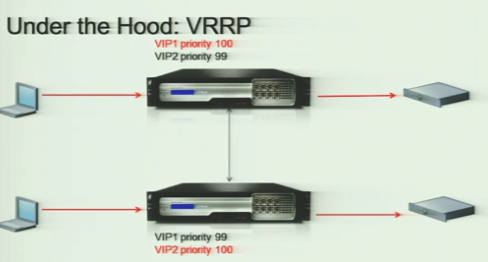 Under the Hood: VRRP
VIP1 priority 100
VIP2 priority 99
VIP1 priority 99
VIP2 priority 100